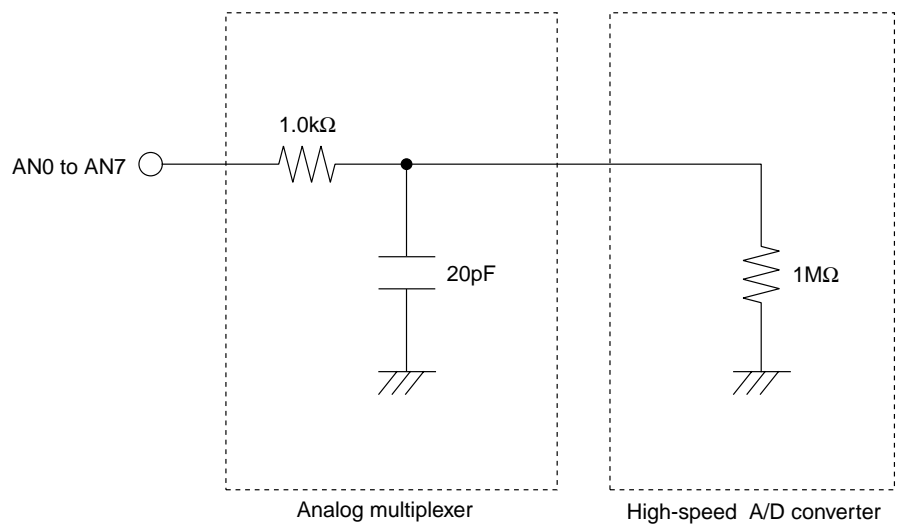 1.0kΩ
AN0 to AN7
20pF
1MΩ
Analog multiplexer
High-speed A/D converter